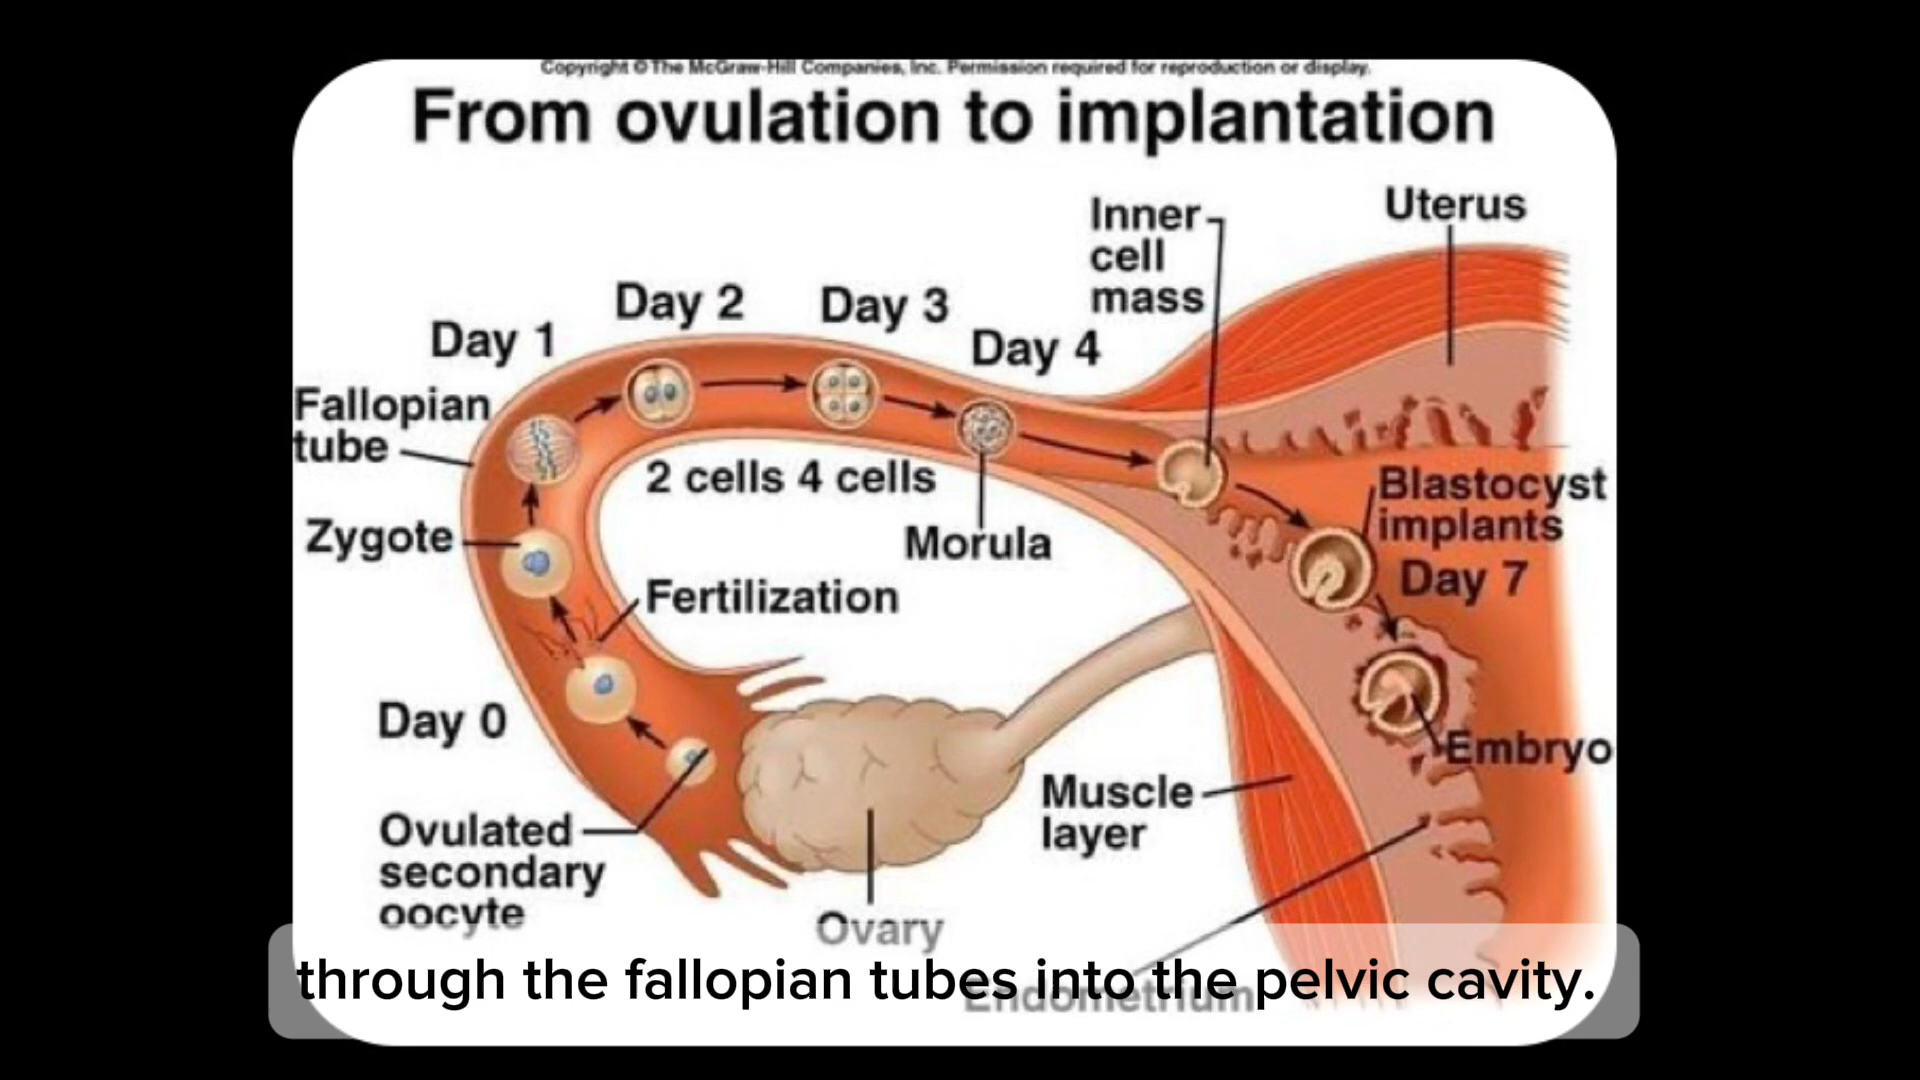 Copyright © The McGraw-Hill Companies, Inc. Permission required for reproduction or display.
From ovulation to implantation
Uterus
Inner
cell
mass
Day 2
Day 3
Day 1
Day 4
Fallopian
tube
2 cells 4 cells
Blastocyst
implants
Zygote
Morula
Day 7
Fertilization
Day 0
Embryo
Muscle
layer
Ovulated
secondary
oocyte
Ovary
through the fallopian tubes into the pelvic cavity.
Endometrium